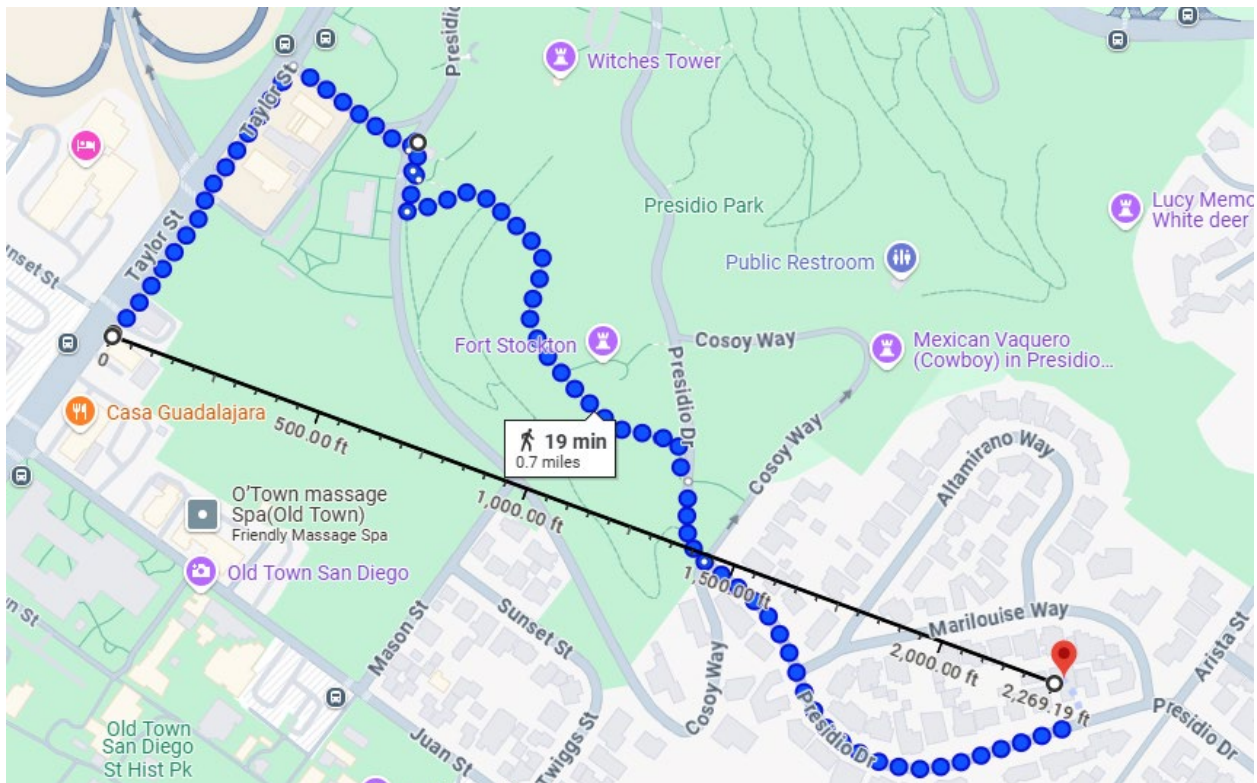 Presidio
Witches Tower
Taylor St
Lucy Memo
White deer
Presidio Park
Taylor St
Public Restroom
unset St
Fort Stockton
Cosoy Way
Mexican Vaquero
(Cowboy) in Presidio...
0
Presidio Dr
Casa Guadalajara
500.00 ft
19 min
0.7 miles
Cosoy Way
Altamirano Way
O'Town massage
Spa(Old Town)
Friendly Massage Spa
1,000.00 ft
Old Town San Diego
1,500.00 ft
wn St
Mason St
Sunset St
Marilouise Way
Arista St
2,000.00 ft
Cosoy Way
2,269.19 ft
Presidio Dr
Presidio Dr
Old Town
San Diego
St Hist Pk
Juan St
Twiggs St